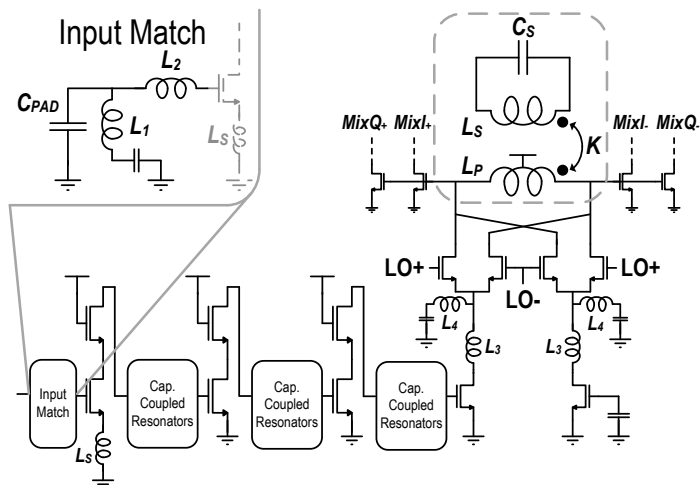 Input Match
C_PAD
L_1
L_2
L_S
C_S
L_S
K
L_P
MixQ+
MixI+
MixI-
MixQ-
LO+
LO-
LO+
L_4
L_4
L_3
L_3
Input
Match
L_S
Cap.
Coupled
Resonators
Cap.
Coupled
Resonators
Cap.
Coupled
Resonators